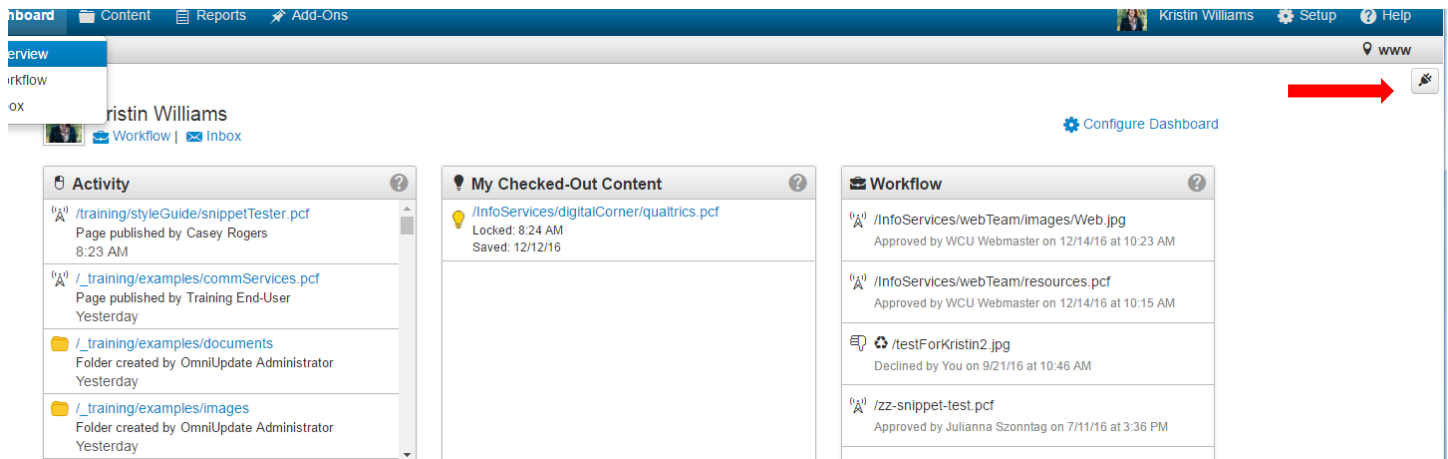 hboard Content Reports Add-Ons Kristin Williams Setup Help
erview
www
orkflow
ox
ristin Williams
Workflow | Inbox
Configure Dashboard
Activity
/training/styleGuide/snippetTester.pcf
Page published by Casey Rogers
8:23 AM
/_training/examples/commServices.pcf
Page published by Training End-User
Yesterday
/_training/examples/documents
Folder created by OmniUpdate Administrator
Yesterday
/_training/examples/images
Folder created by OmniUpdate Administrator
Yesterday
My Checked-Out Content
/InfoServices/digitalCorner/qualtrics.pcf
Locked: 8:24 AM
Saved: 12/12/16
Workflow
/InfoServices/webTeam/images/Web.jpg
Approved by WCU Webmaster on 12/14/16 at 10:23 AM
/InfoServices/webTeam/resources.pcf
Approved by WCU Webmaster on 12/14/16 at 10:15 AM
/testForKristin2.jpg
Declined by You on 9/21/16 at 10:46 AM
/zz-snippet-test.pcf
Approved by Julianna Szonntag on 7/11/16 at 3:36 PM